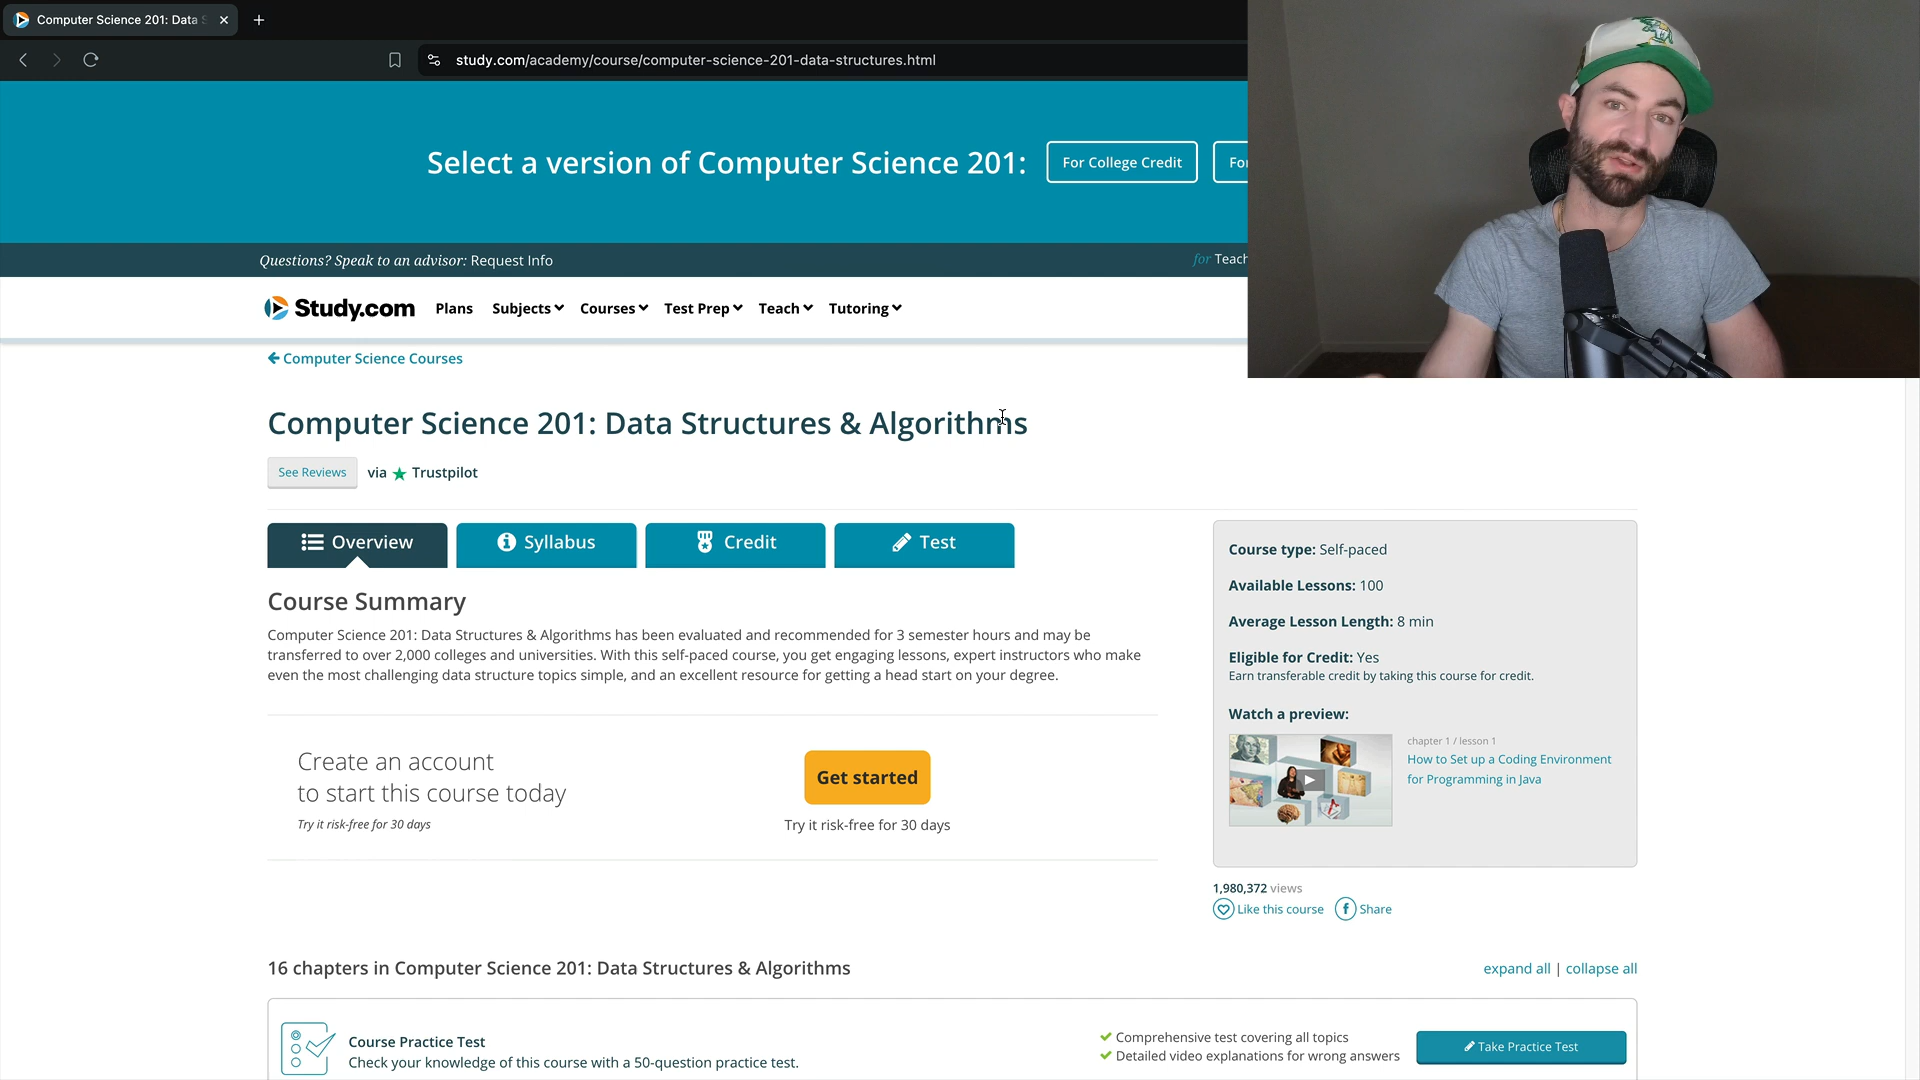 Computer Science 201: Data S
study.com/academy/course/computer-science-201-data-structures.html
Select a version of Computer Science 201:
For College Credit
For
Questions? Speak to an advisor: Request Info
for Teach
Study.com
Plans
Subjects
Courses
Test Prep
Teach
Tutoring
Computer Science Courses
Computer Science 201: Data Structures & Algorithms
See Reviews
via Trustpilot
Overview
Syllabus
Credit
Test
Course Summary
Computer Science 201: Data Structures & Algorithms has been evaluated and recommended for 3 semester hours and may be
transferred to over 2,000 colleges and universities. With this self-paced course, you get engaging lessons, expert instructors who make
even the most challenging data structure topics simple, and an excellent resource for getting a head start on your degree.
Create an account
to start this course today
Try it risk-free for 30 days
Get started
Try it risk-free for 30 days
Course type: Self-paced
Available Lessons: 100
Average Lesson Length: 8 min
Eligible for Credit: Yes
Earn transferable credit by taking this course for credit.
Watch a preview:
chapter 1 / lesson 1
How to Set up a Coding Environment
for Programming in Java
1,980,372 views
Like this course
Share
16 chapters in Computer Science 201: Data Structures & Algorithms
expand all | collapse all
Course Practice Test
Check your knowledge of this course with a 50-question practice test.
Comprehensive test covering all topics
Detailed video explanations for wrong answers
Take Practice Test